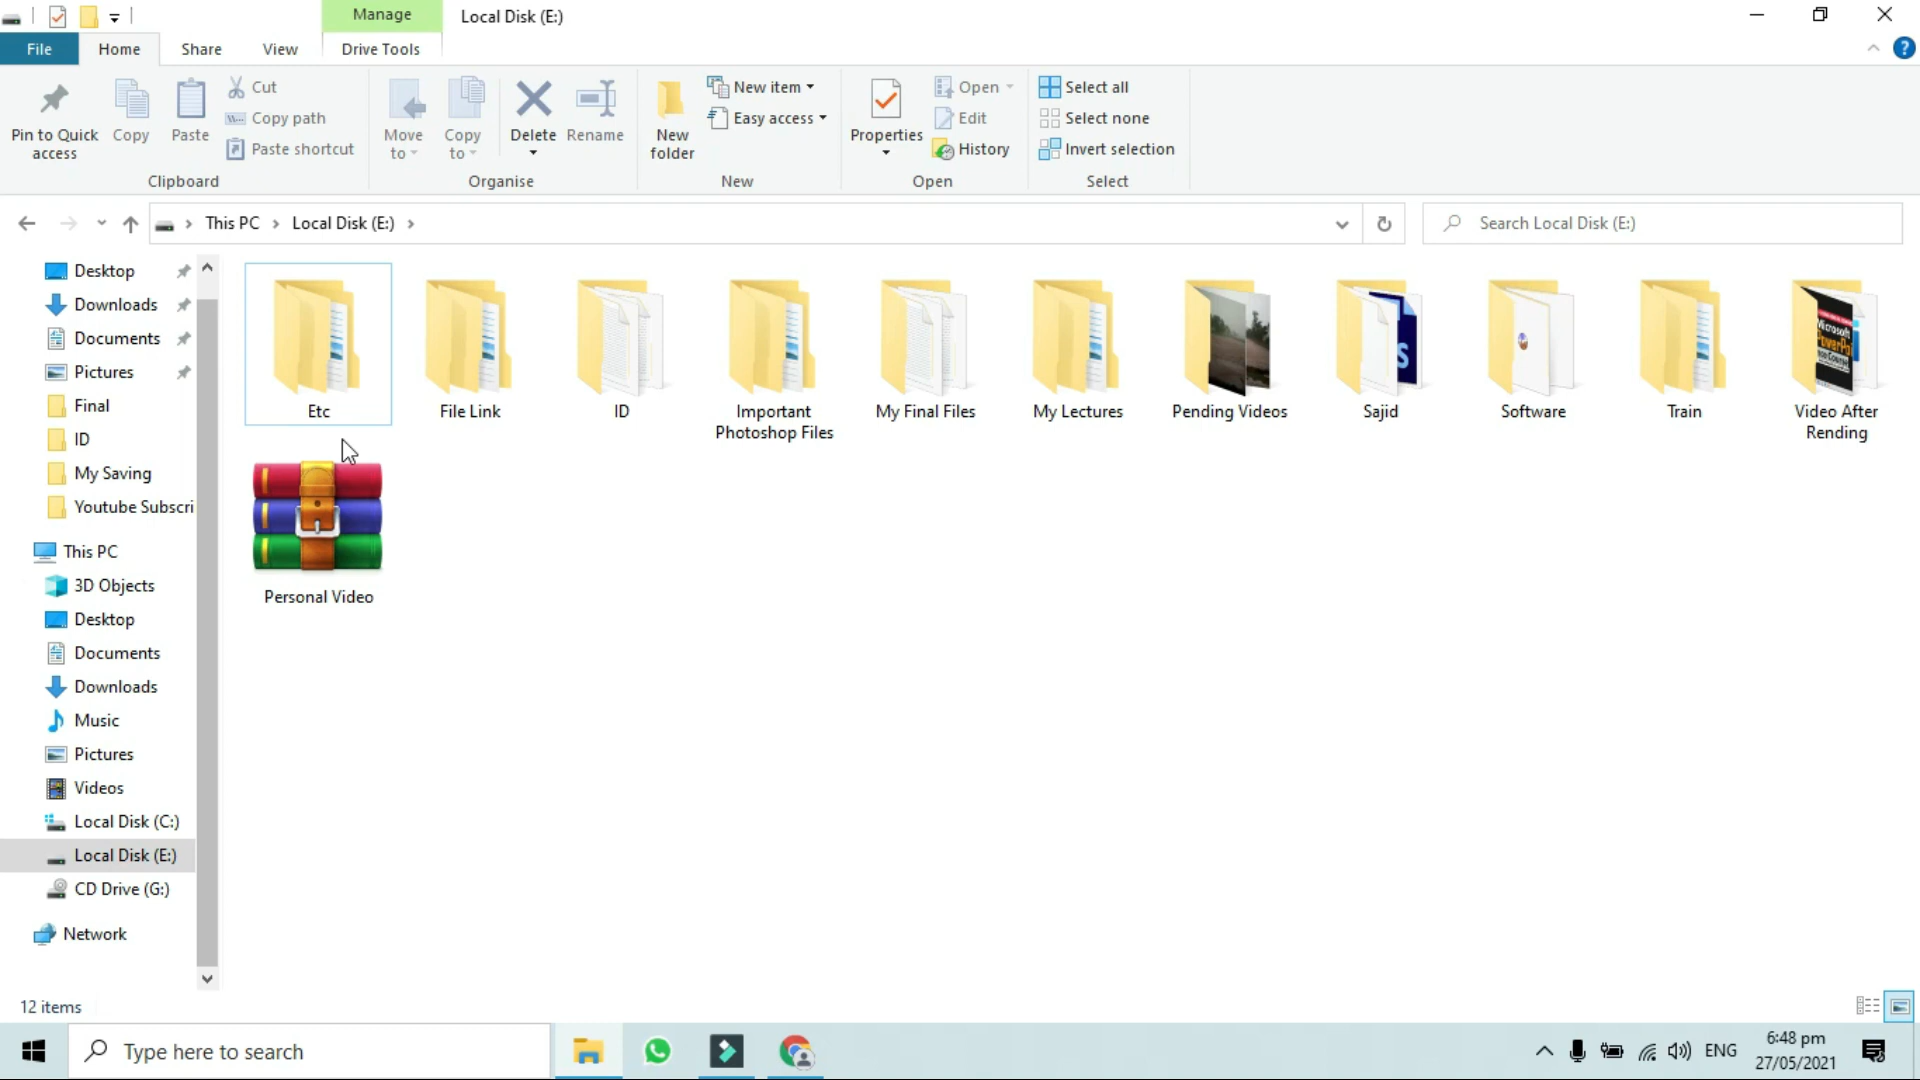 Manage
Local Disk (E:)
File
Home
Share
View
Drive Tools
Pin to Quick
access
Copy
Paste
Cut
Copy path
Paste shortcut
Clipboard
Move
to
Copy
to
Delete
Rename
Organise
New
folder
New item
Easy access
New
Properties
Open
Edit
History
Open
Select all
Select none
Invert selection
Select
This PC
Local Disk (E:)
Search Local Disk (E:)
Desktop
Downloads
Documents
Pictures
Final
ID
My Saving
Youtube Subscri
This PC
3D Objects
Desktop
Documents
Downloads
Music
Pictures
Videos
Local Disk (C:)
Local Disk (E:)
CD Drive (G:)
Network
Etc
File Link
ID
Important
Photoshop Files
My Final Files
My Lectures
Pending Videos
Sajid
Software
Train
Video After
Rending
Personal Video
12 items
Type here to search
ENG
6:48 pm
27/05/2021